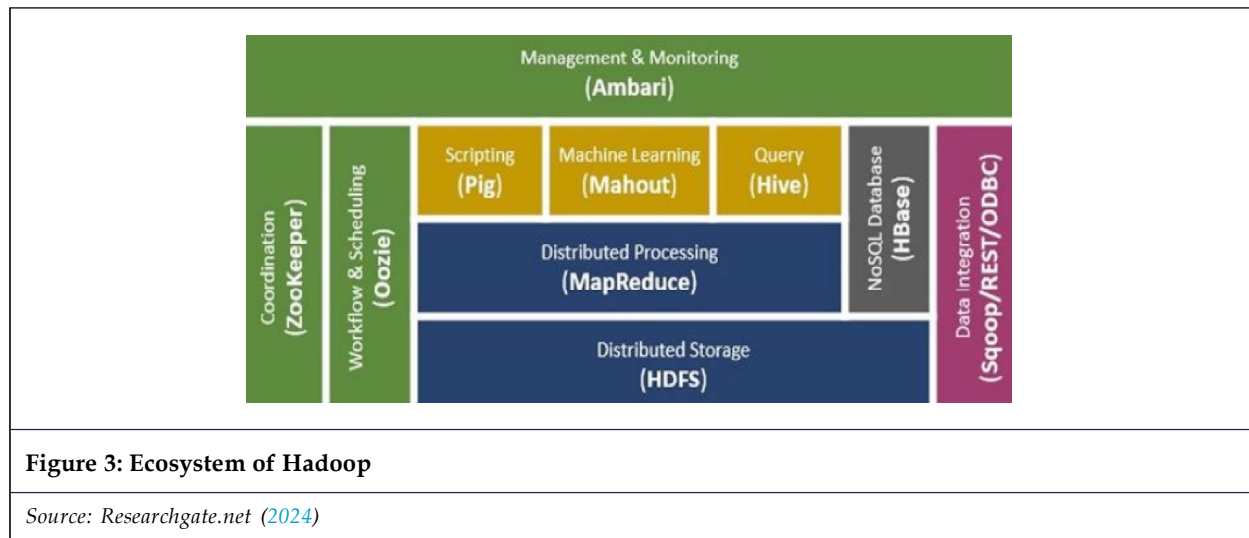 Management & Monitoring
(Ambari)
Coordination
(ZooKeeper)
Workflow & Scheduling
(Oozie)
Scripting
(Pig)
Machine Learning
(Mahout)
Query
(Hive)
Distributed Processing
(MapReduce)
NoSQL Database
(HBase)
Data Integration
(Sqoop/REST/ODBC)
Distributed Storage
(HDFS)
Figure 3: Ecosystem of Hadoop
Source: Researchgate.net (2024)